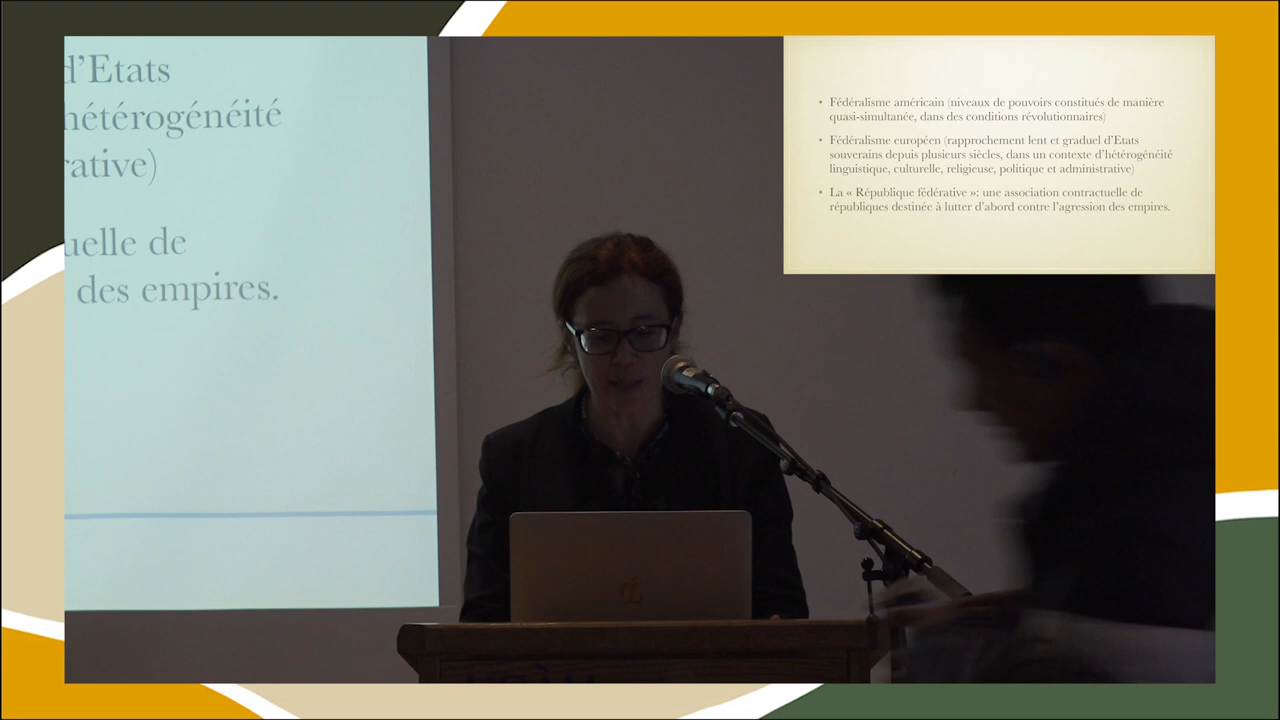 d'Etats
hétérogénéité
rative)
uelle de
des empires.
• Fédéralisme américain (niveaux de pouvoirs constitués de manière
quasi-simultanée, dans des conditions révolutionnaires)
• Fédéralisme européen (rapprochement lent et graduel d'Etats
souverains depuis plusieurs siècles, dans un contexte d'hétérogénéité
linguistique, culturelle, religieuse, politique et administrative)
• La « République fédérative »: une association contractuelle de
républiques destinée à lutter d'abord contre l'agression des empires.